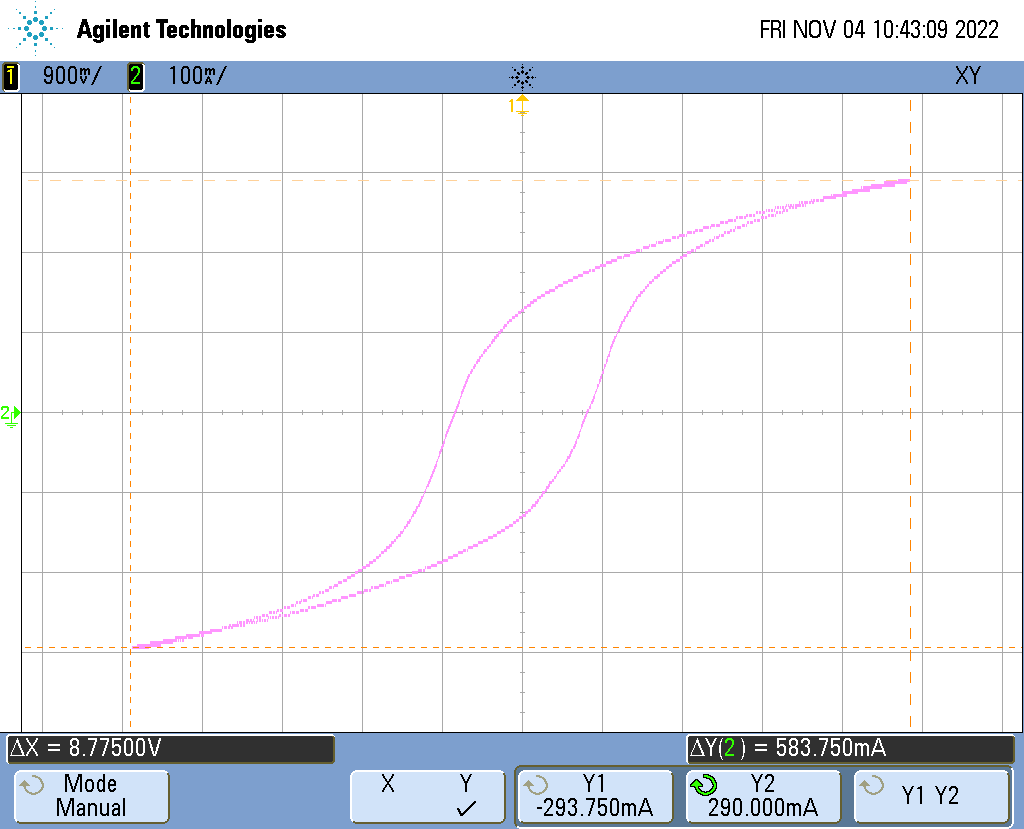 Agilent Technologies
FRI NOV 04 10:43:09 2022
1 900mV/ 2 100mA/ XY
1
2
ΔX = 8.77500V ΔY(2) = 583.750mA
Mode X Y Y1 Y2 Y1 Y2
Manual -293.750mA 290.000mA